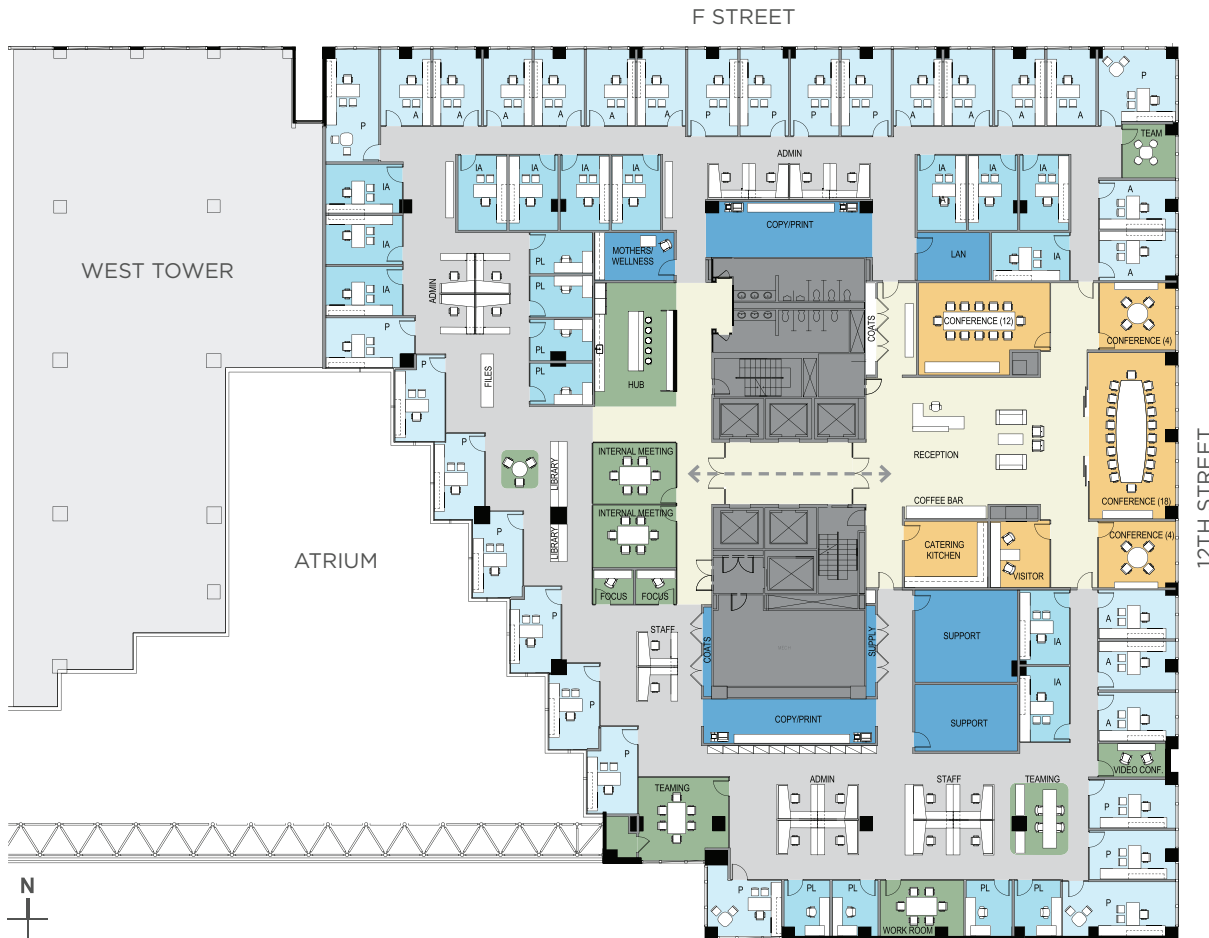 F STREET
P
A
A
A
A
A
A
P
P
P
P
A
A
A
A
P
P
TEAM
ADMIN
IA
IA
IA
IA
IA
IA
IA
IA
A
A
COPY/PRINT
IA
MOTHERS/
WELLNESS
LAN
IA
A
PL
WEST TOWER
IA
ADMIN
PL
COATS
CONFERENCE (12)
P
CONFERENCE (4)
PL
P
FILES
PL
HUB
P
INTERNAL MEETING
RECEPTION
LIBRARY
12TH STREET
COFFEE BAR
CONFERENCE (18)
INTERNAL MEETING
P
LIBRARY
CONFERENCE (4)
CATERING
KITCHEN
ATRIUM
VISITOR
FOCUS
FOCUS
P
STAFF
COATS
SUPPLY
SUPPORT
IA
A
A
IA
P
COPY/PRINT
SUPPORT
A
P
VIDEO CONF.
TEAMING
ADMIN
STAFF
TEAMING
P
P
N
P
PL
PL
PL
PL
P
WORK ROOM